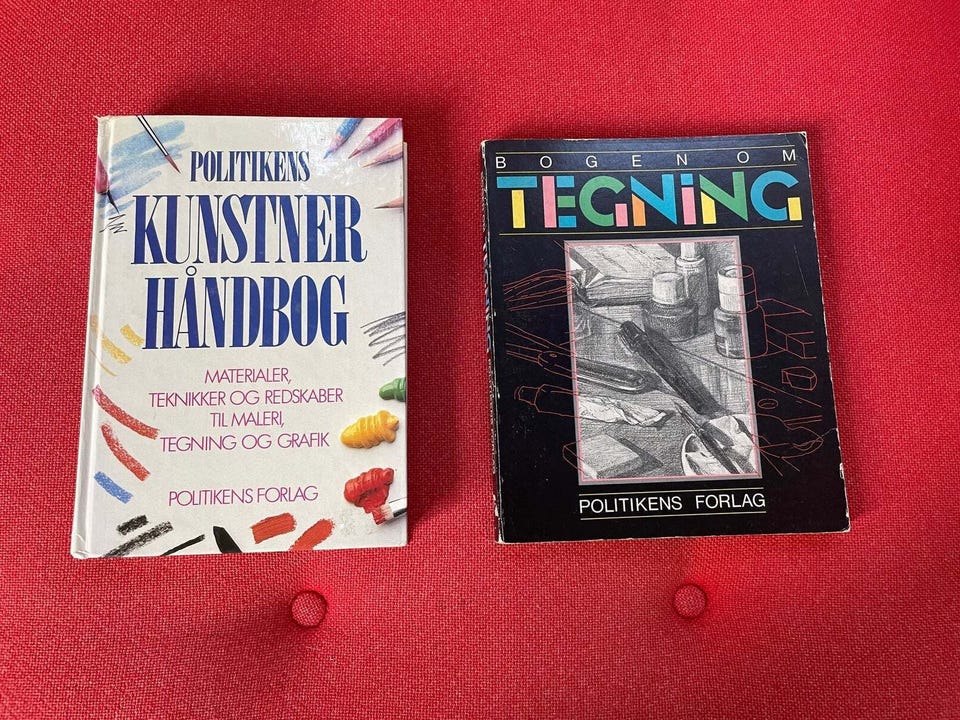 POLITIKENS
KUNSTNER
HÅNDBOG
MATERIALER,
TEKNIKKER OG REDSKABER
TIL MALERI,
TEGNING OG GRAFIK
POLITIKENS FORLAG
BOGEN OM
TEGNiNG
POLITIKENS FORLAG